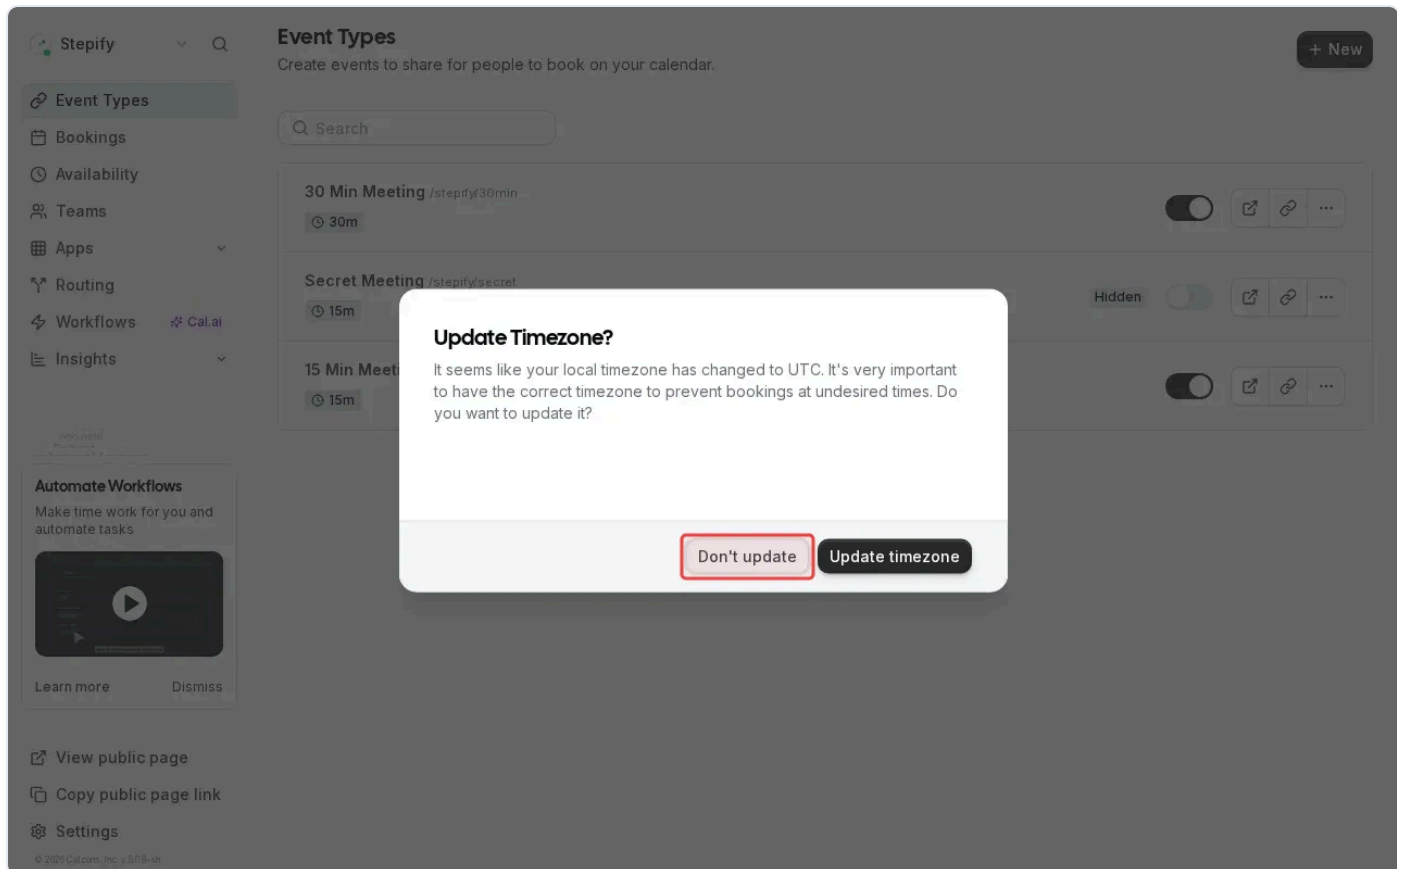 Stepify
Event Types
Bookings
Availability
Teams
Apps
Routing
Workflows
Cal.ai
Insights
Automate Workflows
Make time work for you and
automate tasks
Learn more
Dismiss
View public page
Copy public page link
Settings
Event Types
Create events to share for people to book on your calendar.
New
Search
30 Min Meeting /stepify/30min
30m
Secret Meeting /stepify/secret
15m
Hidden
15 Min Meeti
15m
Update Timezone?
It seems like your local timezone has changed to UTC. It's very important
to have the correct timezone to prevent bookings at undesired times. Do
you want to update it?
Don't update
Update timezone